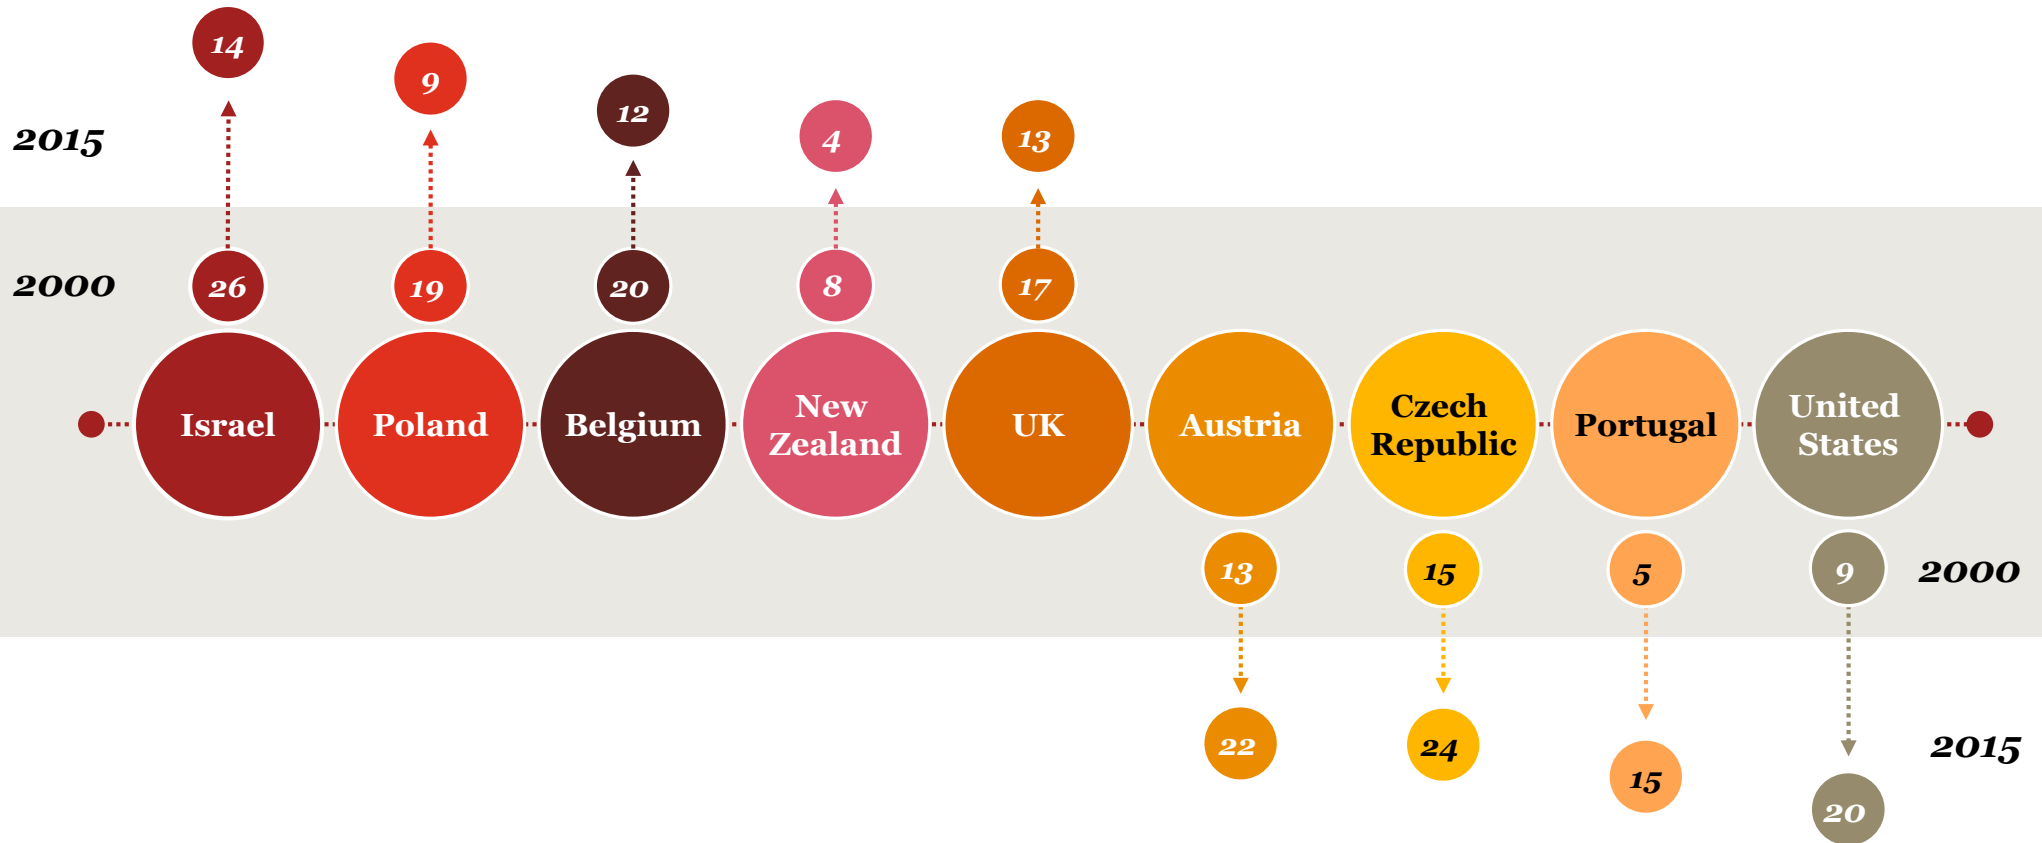 14
9
12
4
13
2015
2000
26
19
20
8
17
Israel
Poland
Belgium
New
Zealand
UK
Austria
Czech
Republic
Portugal
United
States
13
15
5
9
2000
22
24
15
20
2015